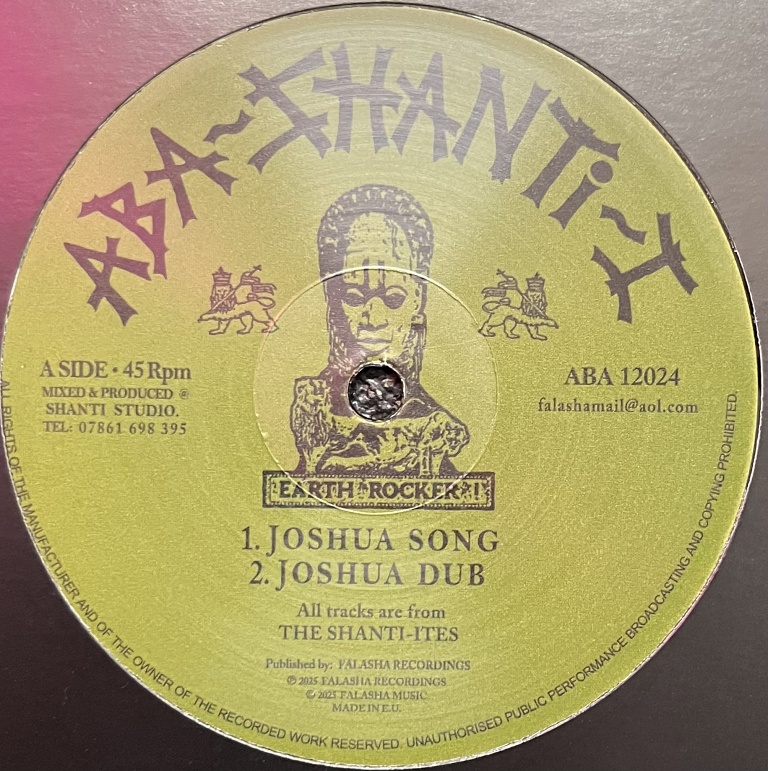 ABA-SHANTi-I
A SIDE • 45 Rpm
MIXED & PRODUCED @
SHANTI STUDIO.
TEL: 07861 698 395
ABA 12024
falashamail@aol.com
EARTH ROCKER!
1. JOSHUA SONG
2. JOSHUA DUB
All tracks are from
THE SHANTI-ITES
Published by: FALASHA RECORDINGS
℗ 2025 FALASHA RECORDINGS
© 2025 FALASHA MUSIC.
MADE IN E.U.
ALL RIGHTS OF THE MANUFACTURER AND OF THE OWNER OF THE RECORDED WORK RESERVED. UNAUTHORISED PUBLIC PERFORMANCE BROADCASTING AND COPYING PROHIBITED.